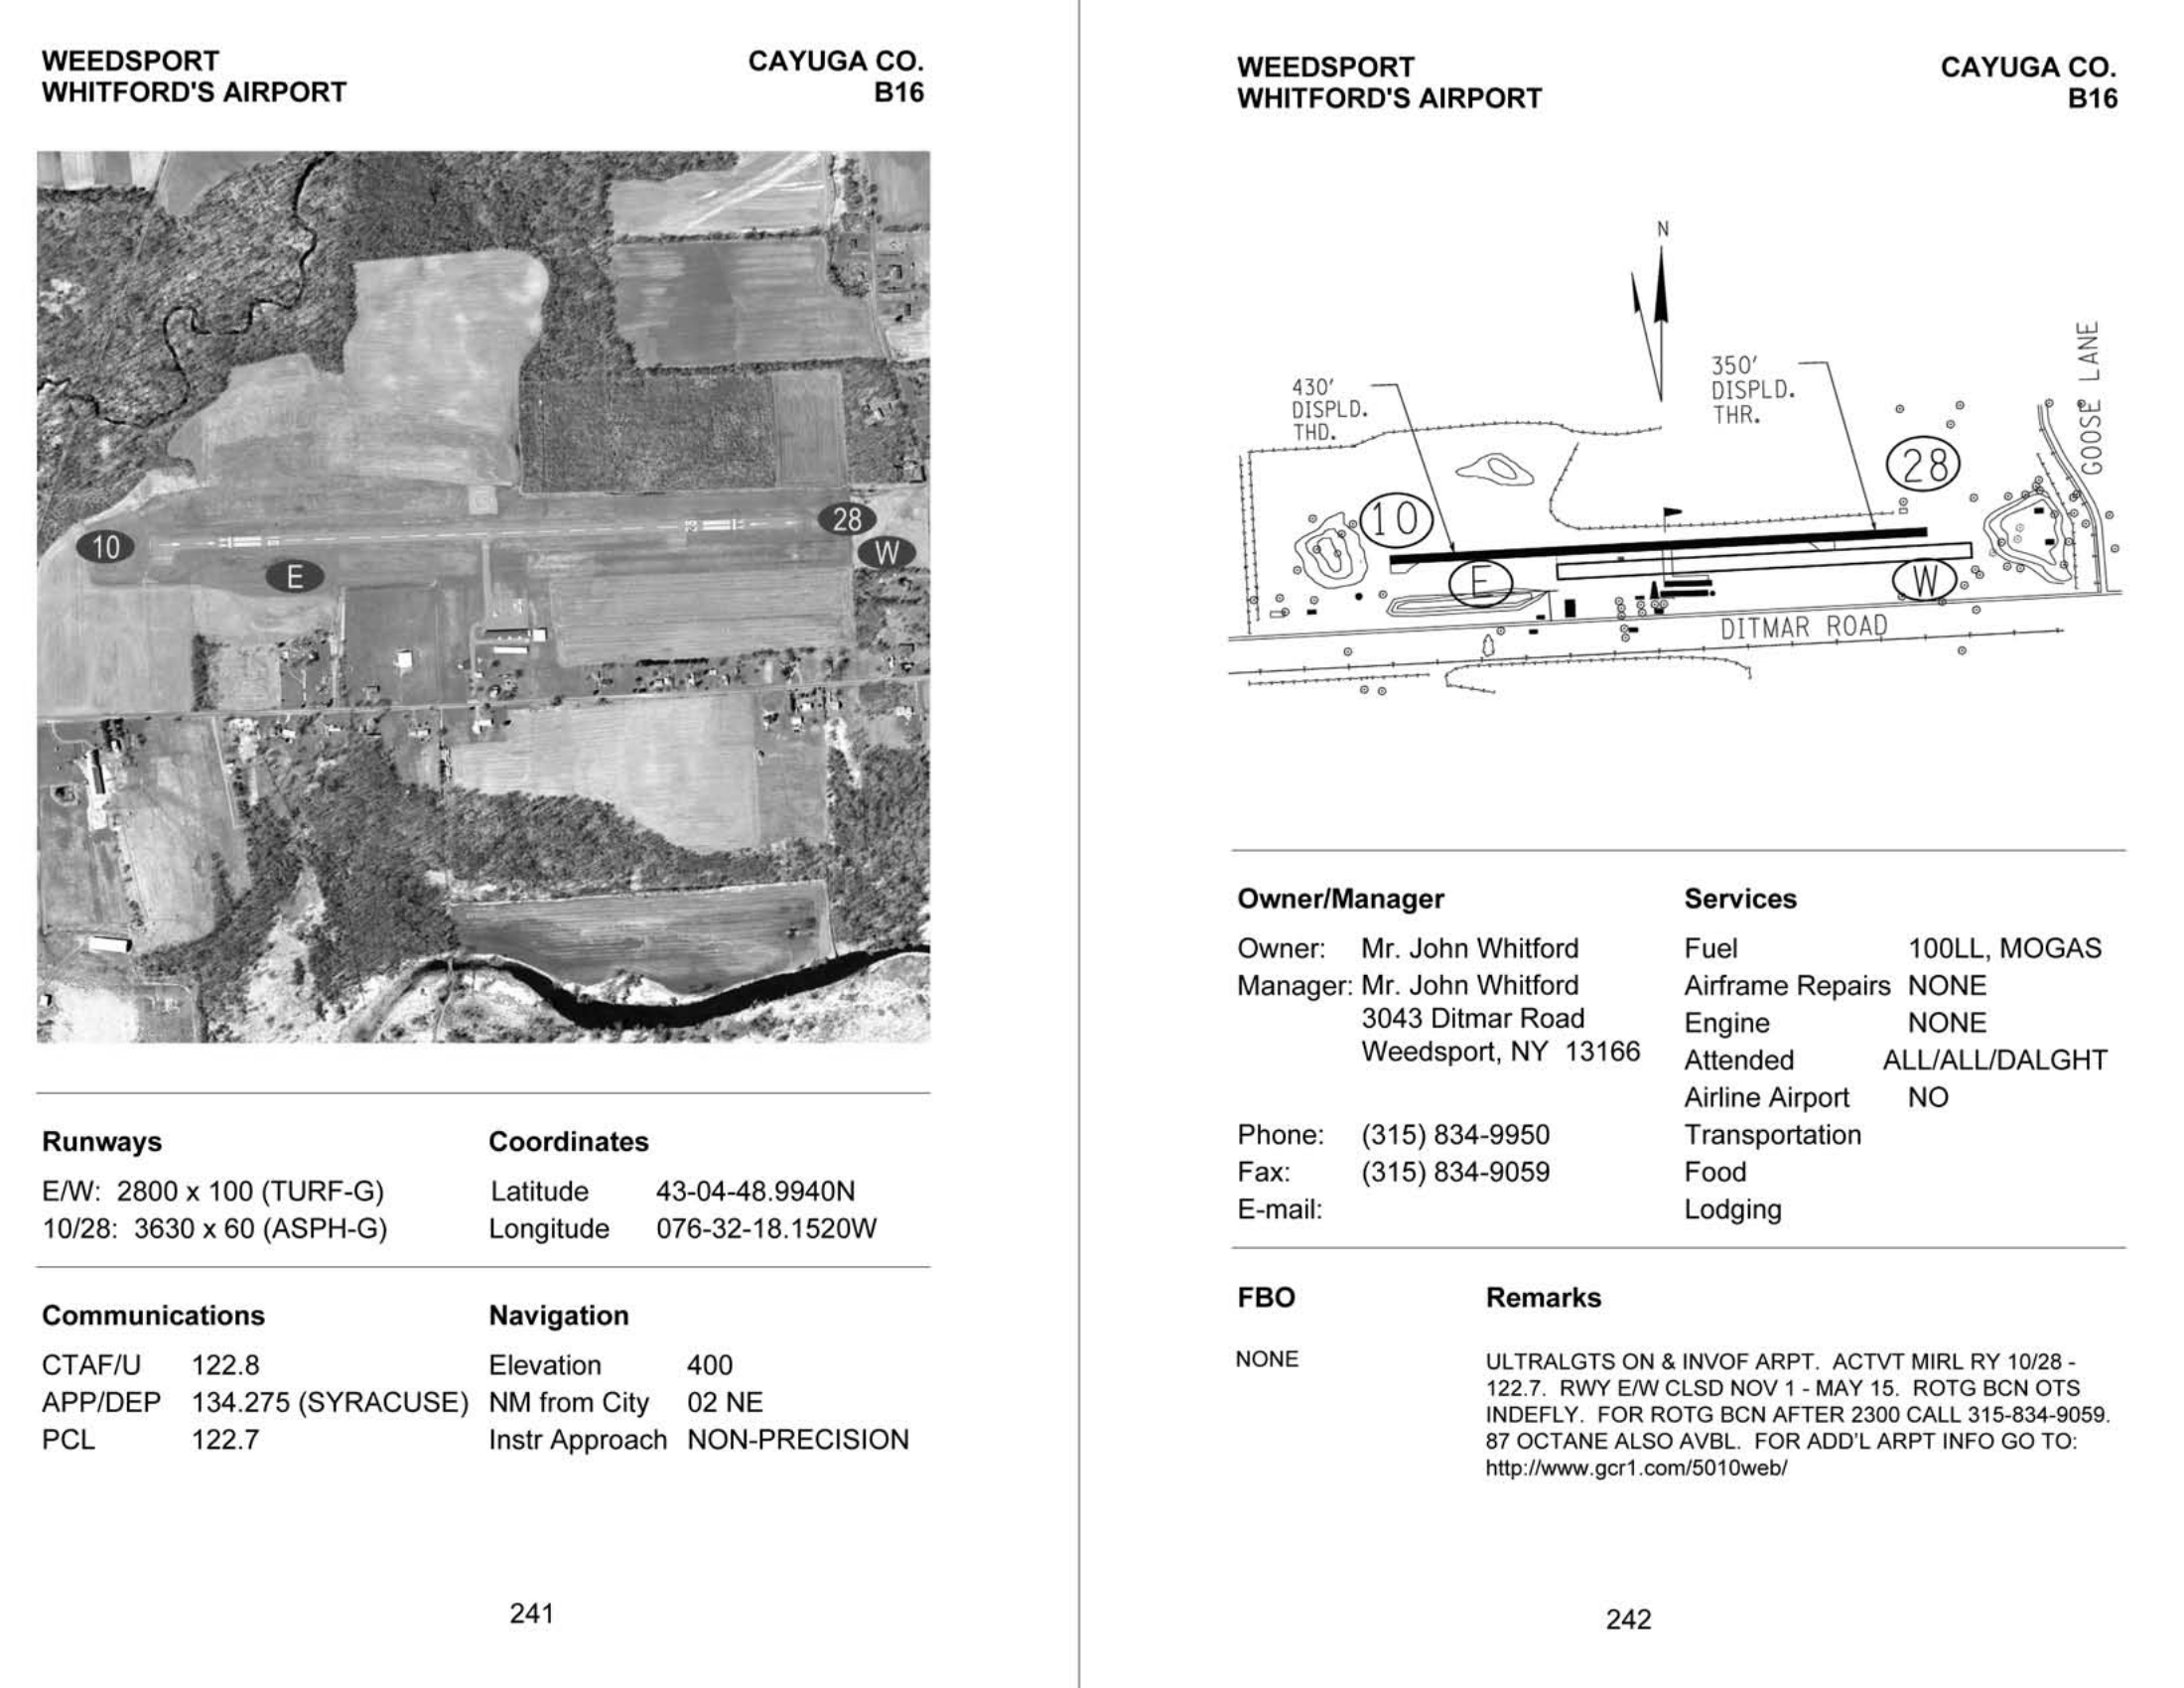 WEEDSPORT
WHITFORD'S AIRPORT
CAYUGA CO.
B16
10
E
28
28
W
Runways
E/W: 2800 x 100 (TURF-G)
10/28: 3630 x 60 (ASPH-G)
Coordinates
Latitude 43-04-48.9940N
Longitude 076-32-18.1520W
Communications
CTAF/U 122.8
APP/DEP 134.275 (SYRACUSE)
PCL 122.7
Navigation
Elevation 400
NM from City 02 NE
Instr Approach NON-PRECISION
241
WEEDSPORT
WHITFORD'S AIRPORT
CAYUGA CO.
B16
N
430'
DISPLD.
THD.
350'
DISPLD.
THR.
GOOSE LANE
28
10
E
W
DITMAR ROAD
Owner/Manager
Owner: Mr. John Whitford
Manager: Mr. John Whitford
3043 Ditmar Road
Weedsport, NY 13166
Phone: (315) 834-9950
Fax: (315) 834-9059
E-mail:
Services
Fuel 100LL, MOGAS
Airframe Repairs NONE
Engine NONE
Attended ALL/ALL/DALGHT
Airline Airport NO
Transportation
Food
Lodging
FBO
NONE
Remarks
ULTRALGTS ON & INVOF ARPT. ACTVT MIRL RY 10/28 -
122.7. RWY E/W CLSD NOV 1 - MAY 15. ROTG BCN OTS
INDEFLY. FOR ROTG BCN AFTER 2300 CALL 315-834-9059.
87 OCTANE ALSO AVBL. FOR ADD'L ARPT INFO GO TO:
http://www.gcr1.com/5010web/
242